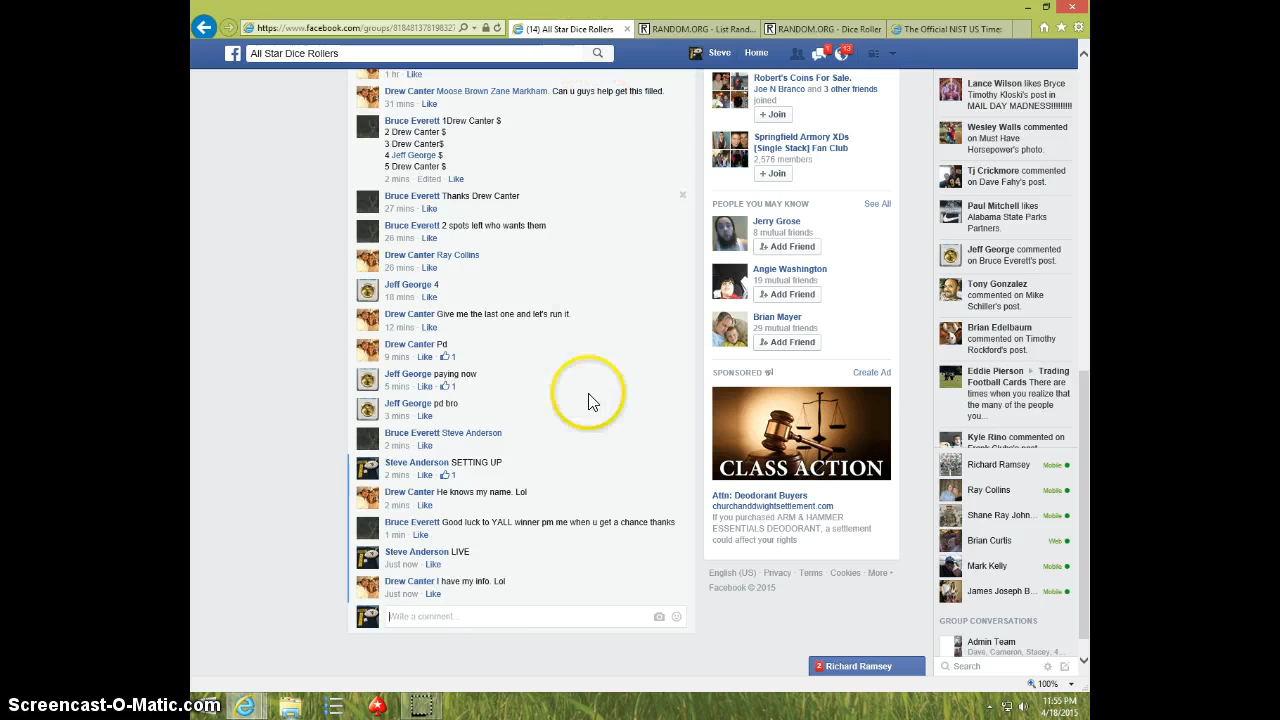 https://www.facebook.com/groups/818481378198327
(14) All Star Dice Rollers
RANDOM.ORG - List Rand...
RANDOM.ORG - Dice Roller
The Official NIST US Time:
All Star Dice Rollers
Steve Home
1 13
1 hr · Like
Drew Canter Moose Brown Zane Markham. Can u guys help get this filled.
31 mins · Like
Bruce Everett 1Drew Canter $
2 Drew Canter $
3 Drew Canter$
4 Jeff George $
5 Drew Canter $
2 mins · Edited · Like
Bruce Everett Thanks Drew Canter
27 mins · Like
Bruce Everett 2 spots left who wants them
26 mins · Like
Drew Canter Ray Collins
26 mins · Like
Jeff George 4
18 mins · Like
Drew Canter Give me the last one and let's run it.
12 mins · Like
Drew Canter Pd
9 mins · Like · 1
Jeff George paying now
5 mins · Like · 1
Jeff George pd bro
3 mins · Like
Bruce Everett Steve Anderson
2 mins · Like
Steve Anderson SETTING UP
2 mins · Like · 1
Drew Canter He knows my name. Lol
2 mins · Like
Bruce Everett Good luck to YALL winner pm me when u get a chance thanks
1 min · Like
Steve Anderson LIVE
Just now · Like
Drew Canter I have my info. Lol
Just now · Like
Write a comment...
Robert's Coins For Sale.
Joe N Branco and 3 other friends
joined
+ Join
Springfield Armory XDs
[Single Stack] Fan Club
2,576 members
+ Join
PEOPLE YOU MAY KNOW See All
Jerry Grose
8 mutual friends
Add Friend
Angie Washington
19 mutual friends
Add Friend
Brian Mayer
29 mutual friends
Add Friend
SPONSORED Create Ad
CLASS ACTION
Attn: Deodorant Buyers
churchanddwightsettlement.com
If you purchased ARM & HAMMER
ESSENTIALS DEODORANT, a settlement
could affect your rights
English (US) · Privacy · Terms · Cookies · More
Facebook © 2015
Lance Wilson likes Bryce
Timothy Kloski's post in
MAIL DAY MADNESS!!!!!!!!!
Wesley Walls commented
on Must Have
Horsepower's photo.
Tj Crickmore commented
on Dave Fahy's post.
Paul Mitchell likes
Alabama State Parks
Partners.
Jeff George commented
on Bruce Everett's post.
Tony Gonzalez
commented on Mike
Schiller's post.
Brian Edelbaum
commented on Timothy
Rockford's post.
Eddie Pierson ▸ Trading
Football Cards There are
times when you realize that
the many of the people
you...
Kyle Rino commented on
Richard Ramsey Mobile
Ray Collins Mobile
Shane Ray John... Mobile
Brian Curtis Web
Mark Kelly Mobile
James Joseph B... Mobile
GROUP CONVERSATIONS
Admin Team
Dave, Cameron, Stacey, 4...
2 Richard Ramsey
Search
100%
11:55 PM
4/18/2015
Screencast-O-Matic.com